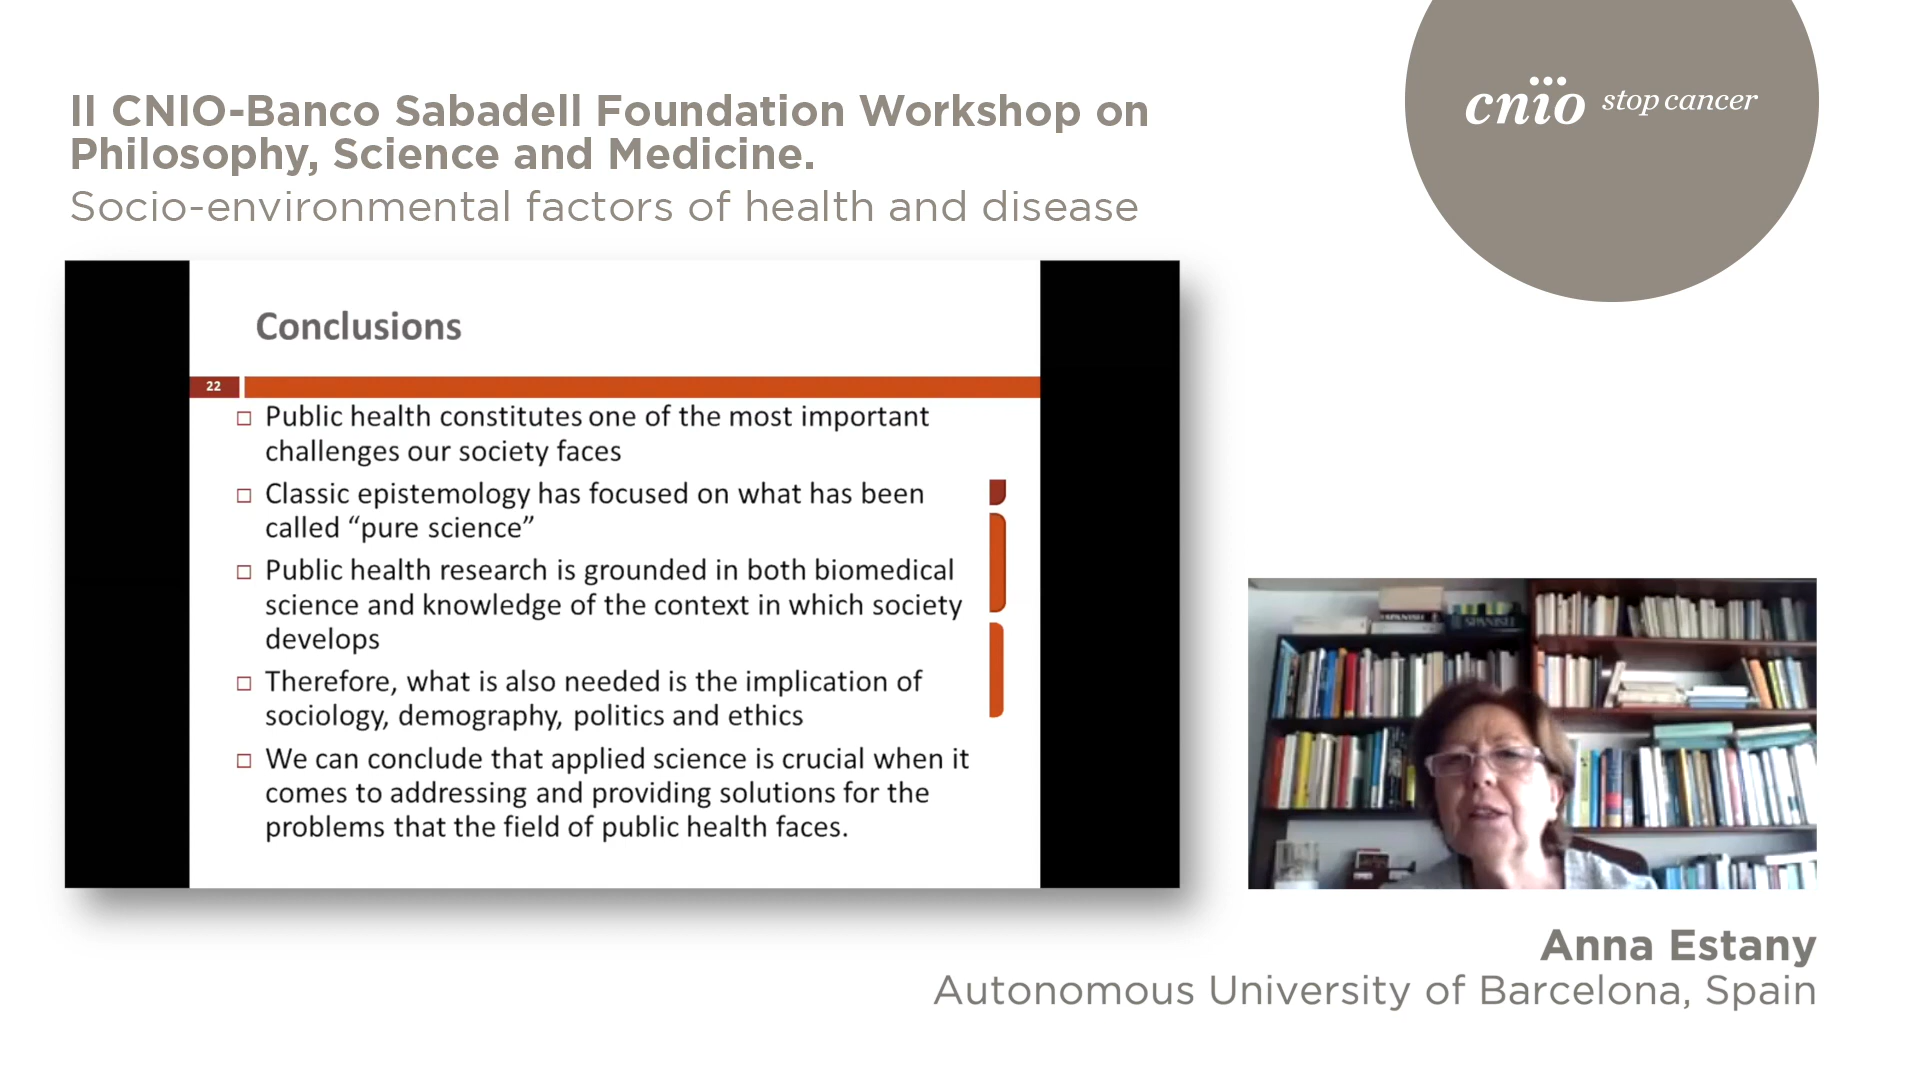 II CNIO-Banco Sabadell Foundation Workshop on
Philosophy, Science and Medicine.
Socio-environmental factors of health and disease
cnio stop cancer
Conclusions
22
Public health constitutes one of the most important
challenges our society faces
Classic epistemology has focused on what has been
called “pure science”
Public health research is grounded in both biomedical
science and knowledge of the context in which society
develops
Therefore, what is also needed is the implication of
sociology, demography, politics and ethics
We can conclude that applied science is crucial when it
comes to addressing and providing solutions for the
problems that the field of public health faces.
SPANISH
SPANISH
Anna Estany
Autonomous University of Barcelona, Spain